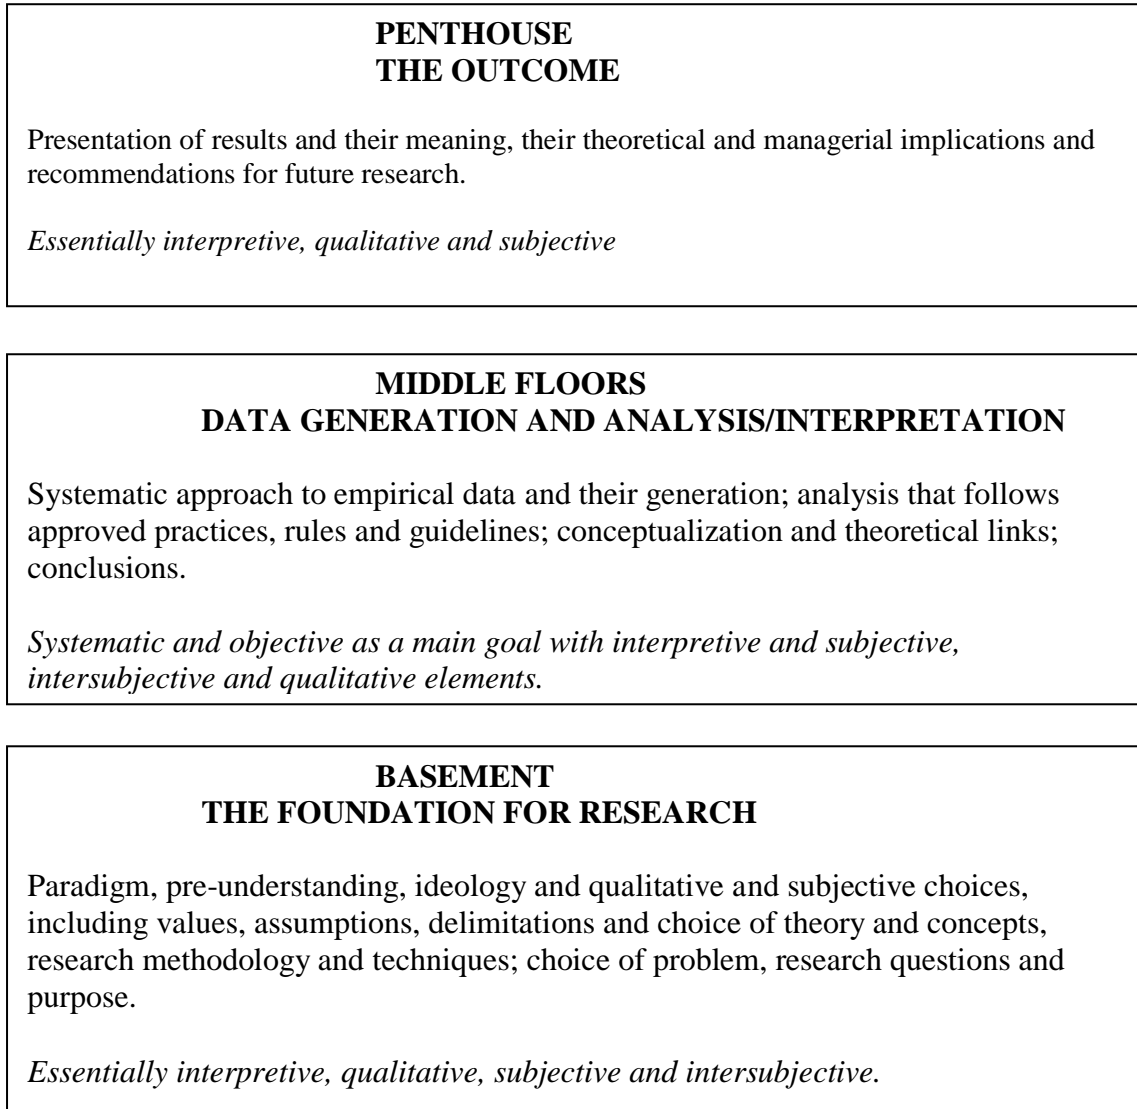 PENTHOUSE
THE OUTCOME
Presentation of results and their meaning, their theoretical and managerial implications and
recommendations for future research.
Essentially interpretive, qualitative and subjective
MIDDLE FLOORS
DATA GENERATION AND ANALYSIS/INTERPRETATION
Systematic approach to empirical data and their generation; analysis that follows
approved practices, rules and guidelines; conceptualization and theoretical links;
conclusions.
Systematic and objective as a main goal with interpretive and subjective,
intersubjective and qualitative elements.
BASEMENT
THE FOUNDATION FOR RESEARCH
Paradigm, pre-understanding, ideology and qualitative and subjective choices,
including values, assumptions, delimitations and choice of theory and concepts,
research methodology and techniques; choice of problem, research questions and
purpose.
Essentially interpretive, qualitative, subjective and intersubjective.